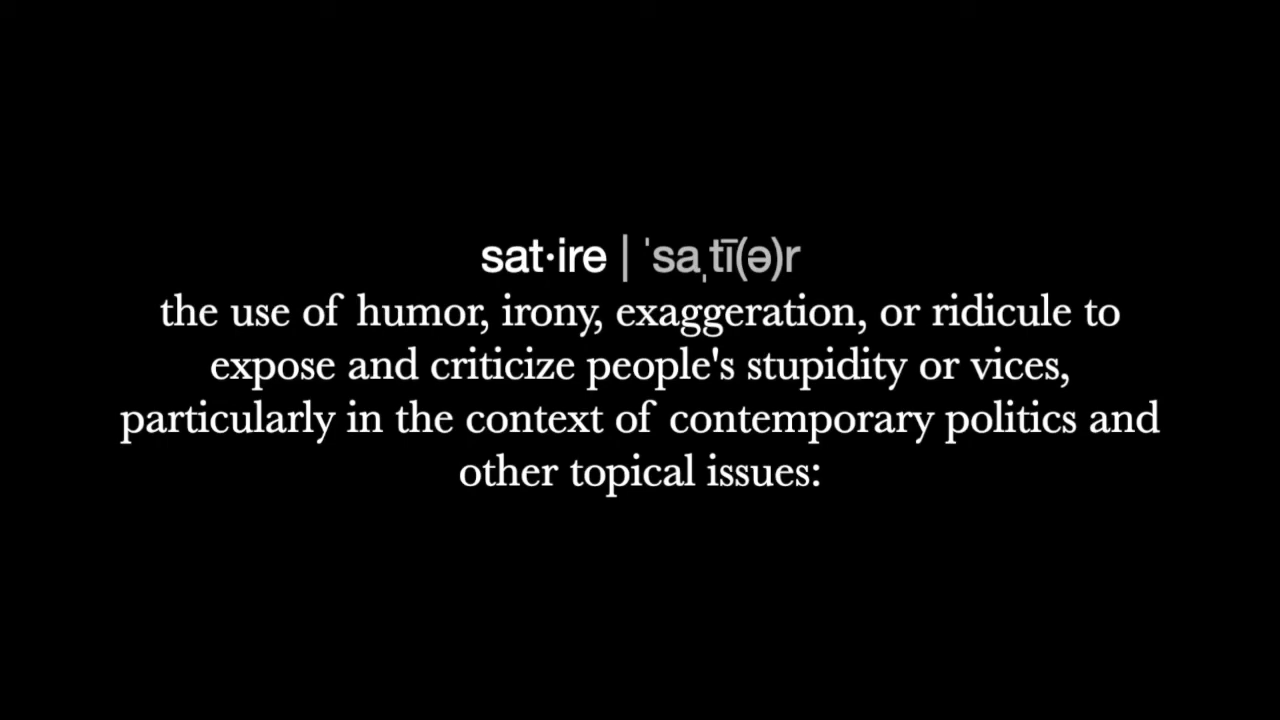 sat·ire | ˈsaˌtī(ə)r
the use of humor, irony, exaggeration, or ridicule to
expose and criticize people's stupidity or vices,
particularly in the context of contemporary politics and
other topical issues: